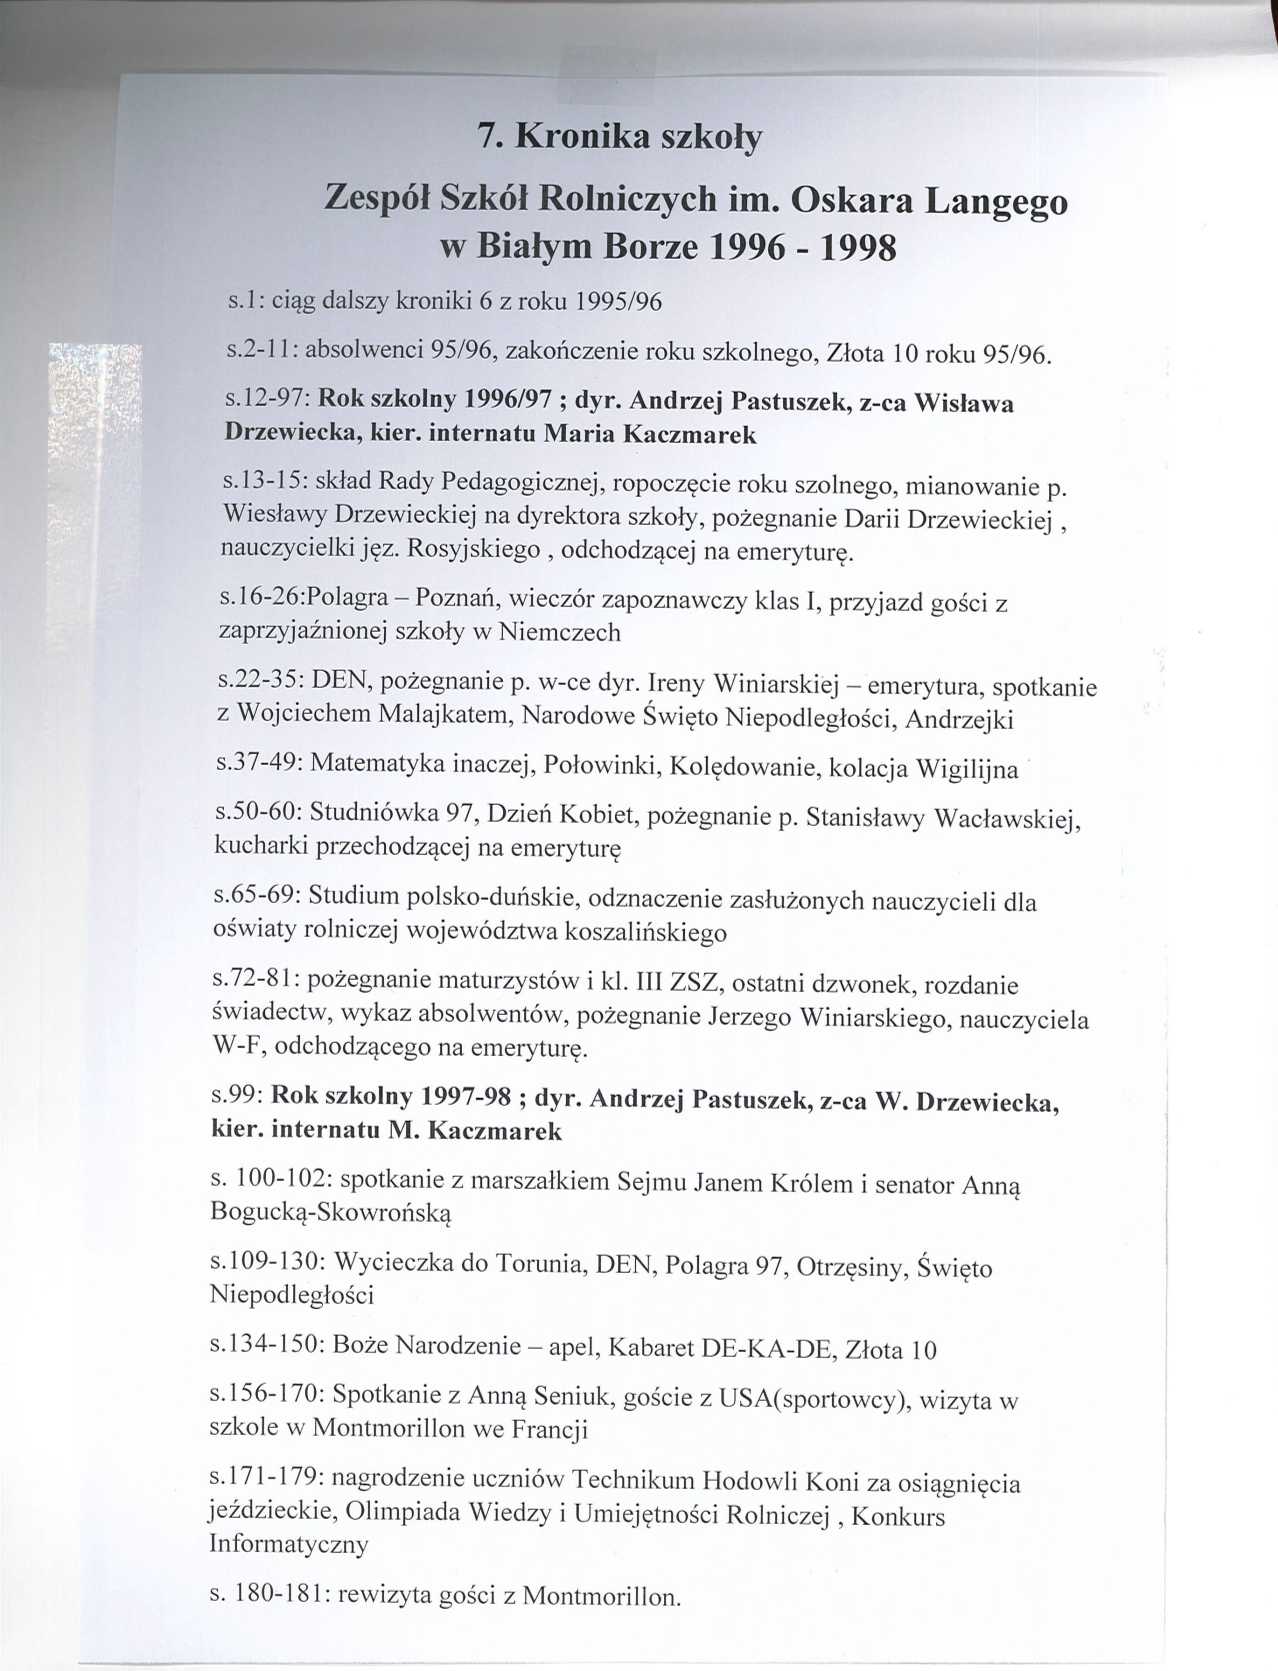 7. Kronika szkoły
Zespół Szkół Rolniczych im. Oskara Langego
w Białym Borze 1996 - 1998
s.1: ciąg dalszy kroniki 6 z roku 1995/96
s.2-11: absolwenci 95/96, zakończenie roku szkolnego, Złota 10 roku 95/96.
s.12-97: Rok szkolny 1996/97 ; dyr. Andrzej Pastuszek, z-ca Wisława
Drzewiecka, kier. internatu Maria Kaczmarek
s.13-15: skład Rady Pedagogicznej, ropoczęcie roku szolnego, mianowanie p.
Wiesławy Drzewieckiej na dyrektora szkoły, pożegnanie Darii Drzewieckiej ,
nauczycielki jęz. Rosyjskiego , odchodzącej na emeryturę.
s.16-26:Polagra – Poznań, wieczór zapoznawczy klas I, przyjazd gości z
zaprzyjaźnionej szkoły w Niemczech
s.22-35: DEN, pożegnanie p. w-ce dyr. Ireny Winiarskiej – emerytura, spotkanie
z Wojciechem Malajkatem, Narodowe Święto Niepodległości, Andrzejki
s.37-49: Matematyka inaczej, Połowinki, Kolędowanie, kolacja Wigilijna
s.50-60: Studniówka 97, Dzień Kobiet, pożegnanie p. Stanisławy Wacławskiej,
kucharki przechodzącej na emeryturę
s.65-69: Studium polsko-duńskie, odznaczenie zasłużonych nauczycieli dla
oświaty rolniczej województwa koszalińskiego
s.72-81: pożegnanie maturzystów i kl. III ZSZ, ostatni dzwonek, rozdanie
świadectw, wykaz absolwentów, pożegnanie Jerzego Winiarskiego, nauczyciela
W-F, odchodzącego na emeryturę.
s.99: Rok szkolny 1997-98 ; dyr. Andrzej Pastuszek, z-ca W. Drzewiecka,
kier. internatu M. Kaczmarek
s. 100-102: spotkanie z marszałkiem Sejmu Janem Królem i senator Anną
Bogucką-Skowrońską
s.109-130: Wycieczka do Torunia, DEN, Polagra 97, Otrzęsiny, Święto
Niepodległości
s.134-150: Boże Narodzenie – apel, Kabaret DE-KA-DE, Złota 10
s.156-170: Spotkanie z Anną Seniuk, goście z USA(sportowcy), wizyta w
szkole w Montmorillon we Francji
s.171-179: nagrodzenie uczniów Technikum Hodowli Koni za osiągnięcia
jeździeckie, Olimpiada Wiedzy i Umiejętności Rolniczej , Konkurs
Informatyczny
s. 180-181: rewizyta gości z Montmorillon.